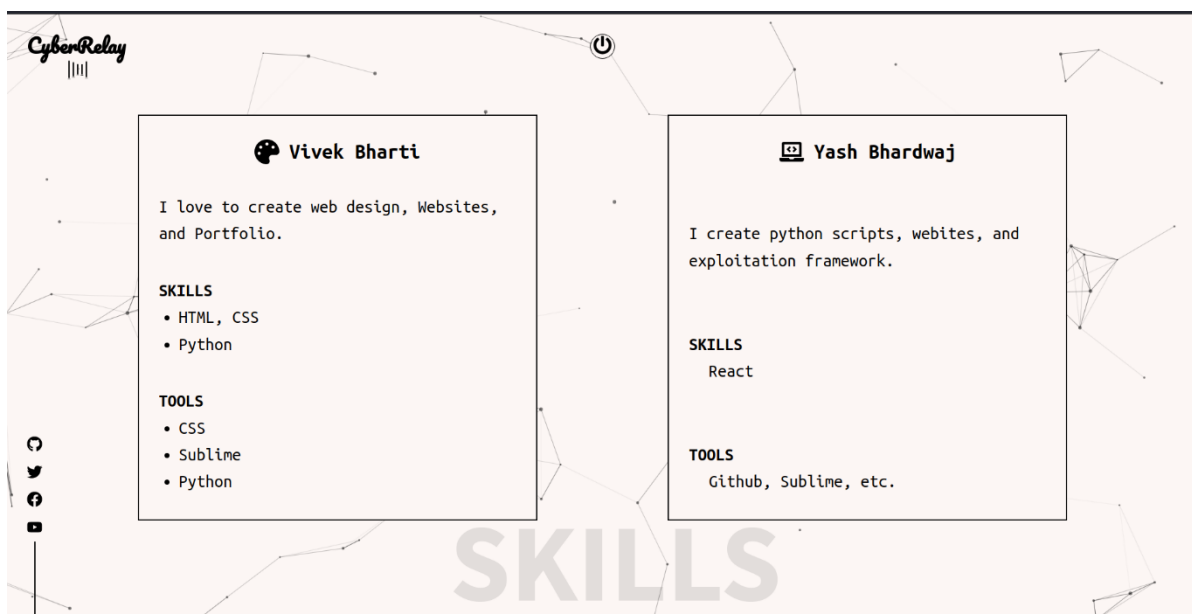 CyberRelay
Vivek Bharti
I love to create web design, Websites,
and Portfolio.
SKILLS
• HTML, CSS
• Python
TOOLS
• CSS
• Sublime
• Python
Yash Bhardwaj
I create python scripts, webites, and
exploitation framework.
SKILLS
React
TOOLS
Github, Sublime, etc.
SKILLS